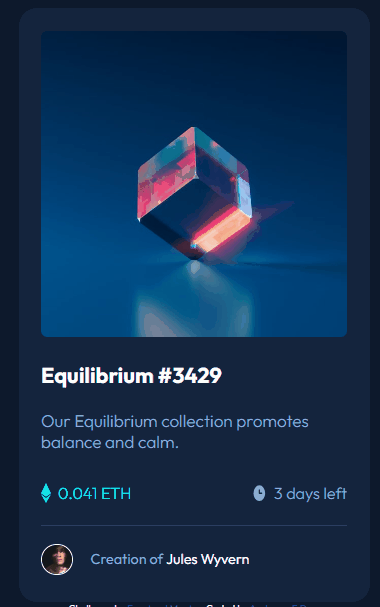 Equilibrium #3429
Our Equilibrium collection promotes
balance and calm.
0.041 ETH
3 days left
Creation of Jules Wyvern